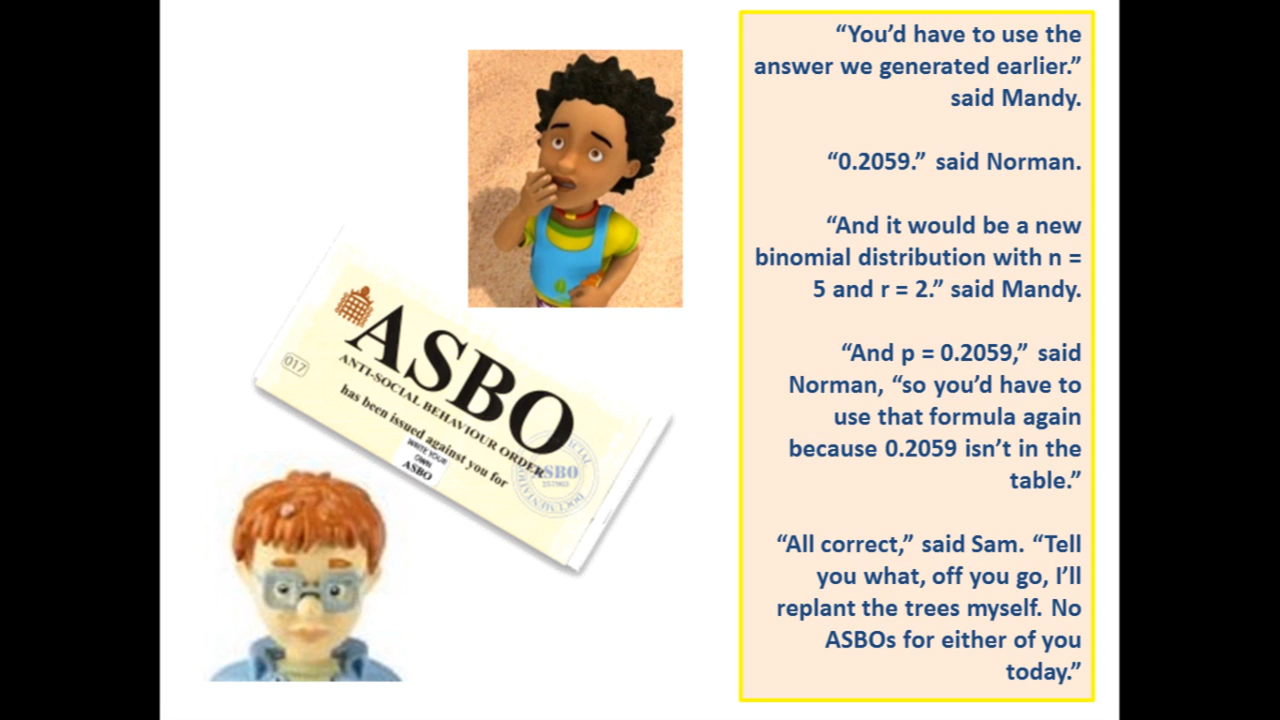 “You’d have to use the
answer we generated earlier.”
said Mandy.
“0.2059.” said Norman.
“And it would be a new
binomial distribution with n =
5 and r = 2.” said Mandy.
“And p = 0.2059,” said
Norman, “so you’d have to
use that formula again
because 0.2059 isn’t in the
table.”
“All correct,” said Sam. “Tell
you what, off you go, I’ll
replant the trees myself. No
ASBOs for either of you
today.”
017
ASBO
ANTI-SOCIAL BEHAVIOUR ORDER
has been issued against you for
WRITE YOUR
OWN
ASBO
ASBO